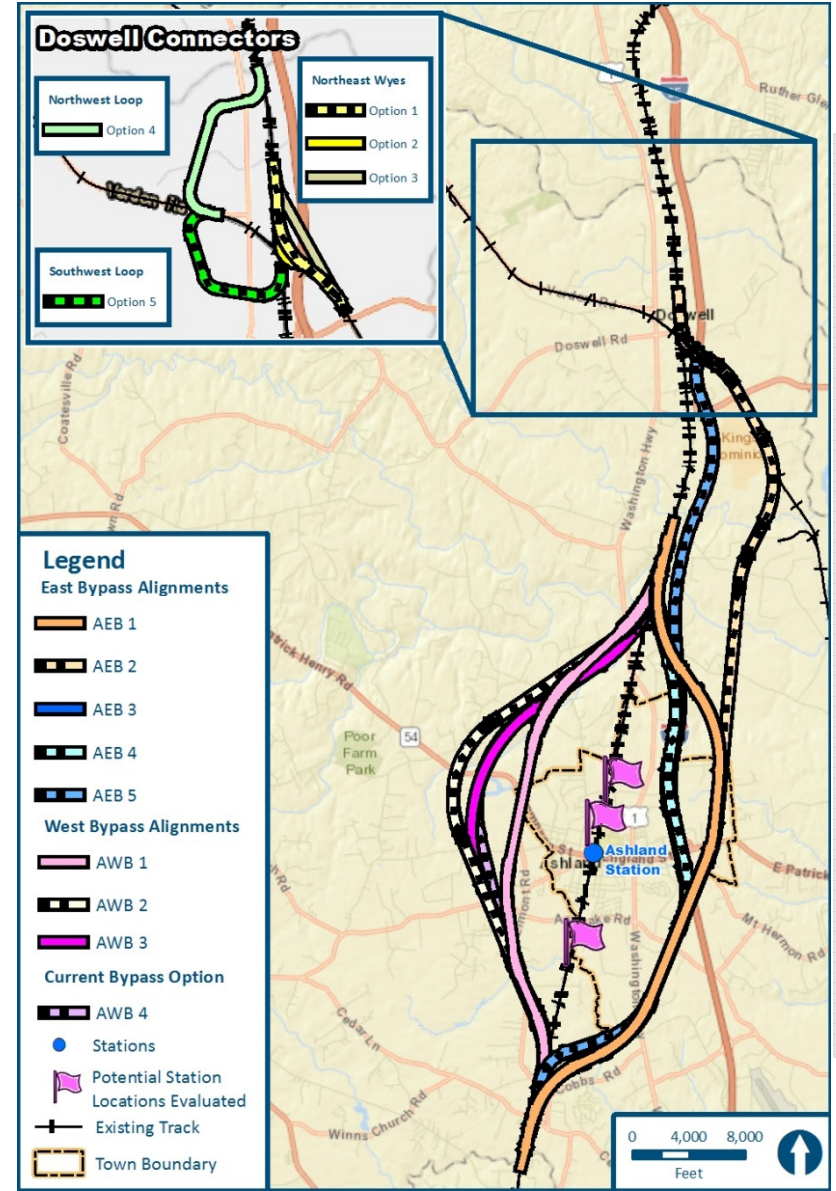 Doswell Connectors
Northwest Loop
Option 4
Northeast Wyes
Option 1
Option 2
Option 3
Southwest Loop
Option 5
1
Doswell
Doswell Rd
Coatesville Rd
Washington Hwy
Kings
Legend
East Bypass Alignments
AEB 1
AEB 2
AEB 3
AEB 4
AEB 5
West Bypass Alignments
AWB 1
AWB 2
AWB 3
Current Bypass Option
AWB 4
Stations
Potential Station
Locations Evaluated
Existing Track
Town Boundary
Patrick Henry Rd
54
Poor
Farm
Park
1
Ashland
Station
E Patrick
Mt Hermon Rd
Washington
Cedar Ln
Cobbs Rd
Winns Church Rd
0 4,000 8,000
Feet